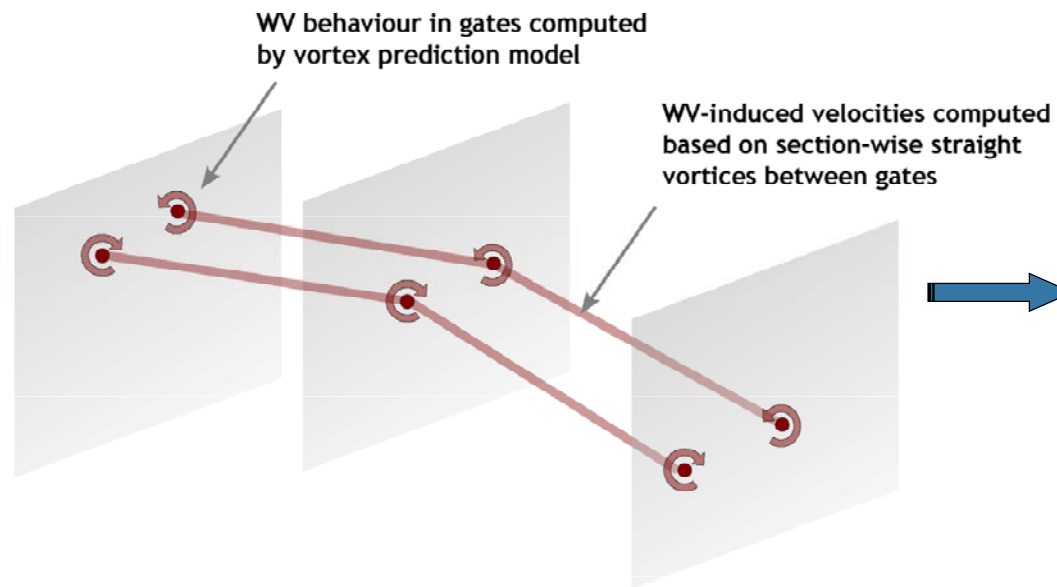 WV behaviour in gates computed
by vortex prediction model
WV-induced velocities computed
based on section-wise straight
vortices between gates